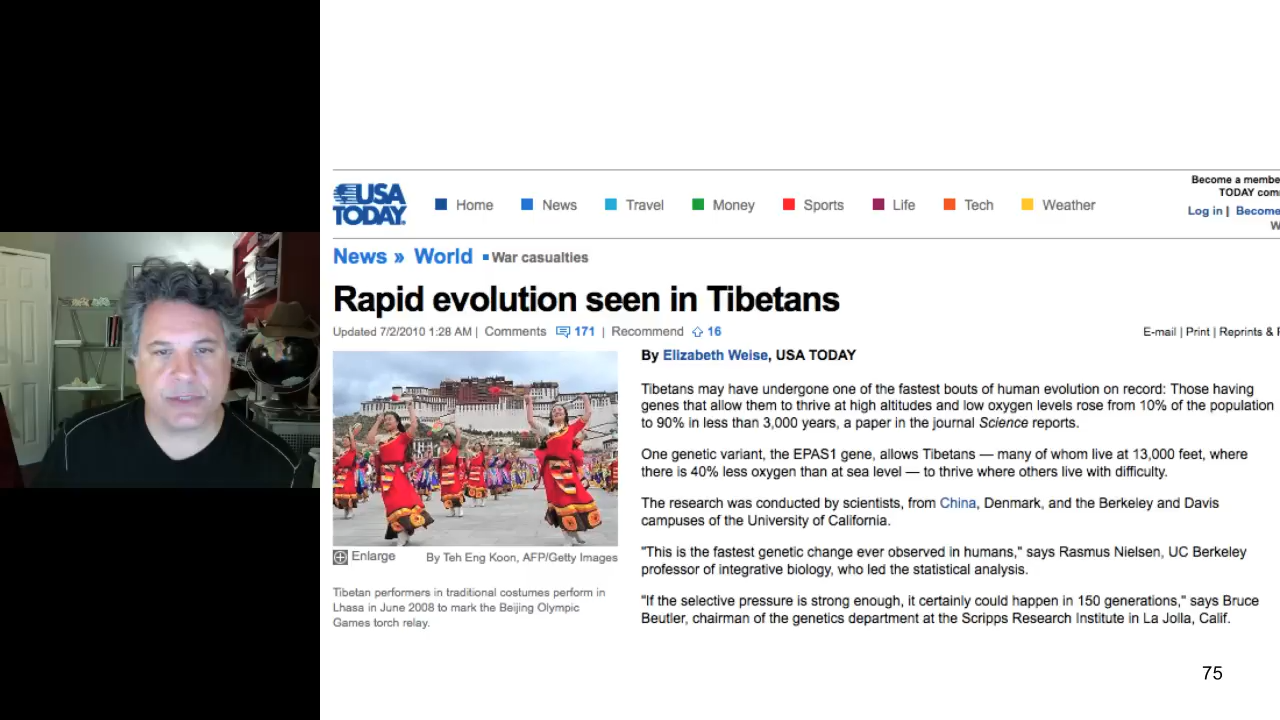 Become a membe
TODAY com
USA
TODAY.
Home News Travel Money Sports Life Tech Weather
Log in | Become
W
News » World War casualties
Rapid evolution seen in Tibetans
Updated 7/2/2010 1:28 AM | Comments 171 | Recommend 16
E-mail | Print | Reprints &
By Elizabeth Weise, USA TODAY
Tibetans may have undergone one of the fastest bouts of human evolution on record: Those having
genes that allow them to thrive at high altitudes and low oxygen levels rose from 10% of the population
to 90% in less than 3,000 years, a paper in the journal Science reports.
One genetic variant, the EPAS1 gene, allows Tibetans — many of whom live at 13,000 feet, where
there is 40% less oxygen than at sea level — to thrive where others live with difficulty.
The research was conducted by scientists, from China, Denmark, and the Berkeley and Davis
campuses of the University of California.
"This is the fastest genetic change ever observed in humans," says Rasmus Nielsen, UC Berkeley
professor of integrative biology, who led the statistical analysis.
"If the selective pressure is strong enough, it certainly could happen in 150 generations," says Bruce
Beutler, chairman of the genetics department at the Scripps Research Institute in La Jolla, Calif.
Enlarge By Teh Eng Koon, AFP/Getty Images
Tibetan performers in traditional costumes perform in
Lhasa in June 2008 to mark the Beijing Olympic
Games torch relay.
75